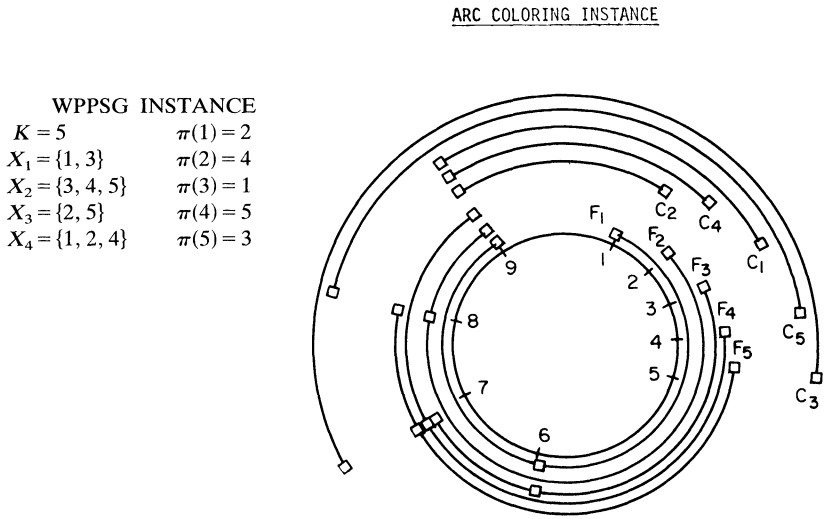 ARC COLORING INSTANCE
WPPSG INSTANCE
K = 5 π(1) = 2
X₁ = {1, 3} π(2) = 4
X₂ = {3, 4, 5} π(3) = 1
X₃ = {2, 5} π(4) = 5
X₄ = {1, 2, 4} π(5) = 3
C₂
C₄
C₁
C₅
C₃
F₁
F₂
F₃
F₄
F₅
1
2
3
4
5
6
7
8
9